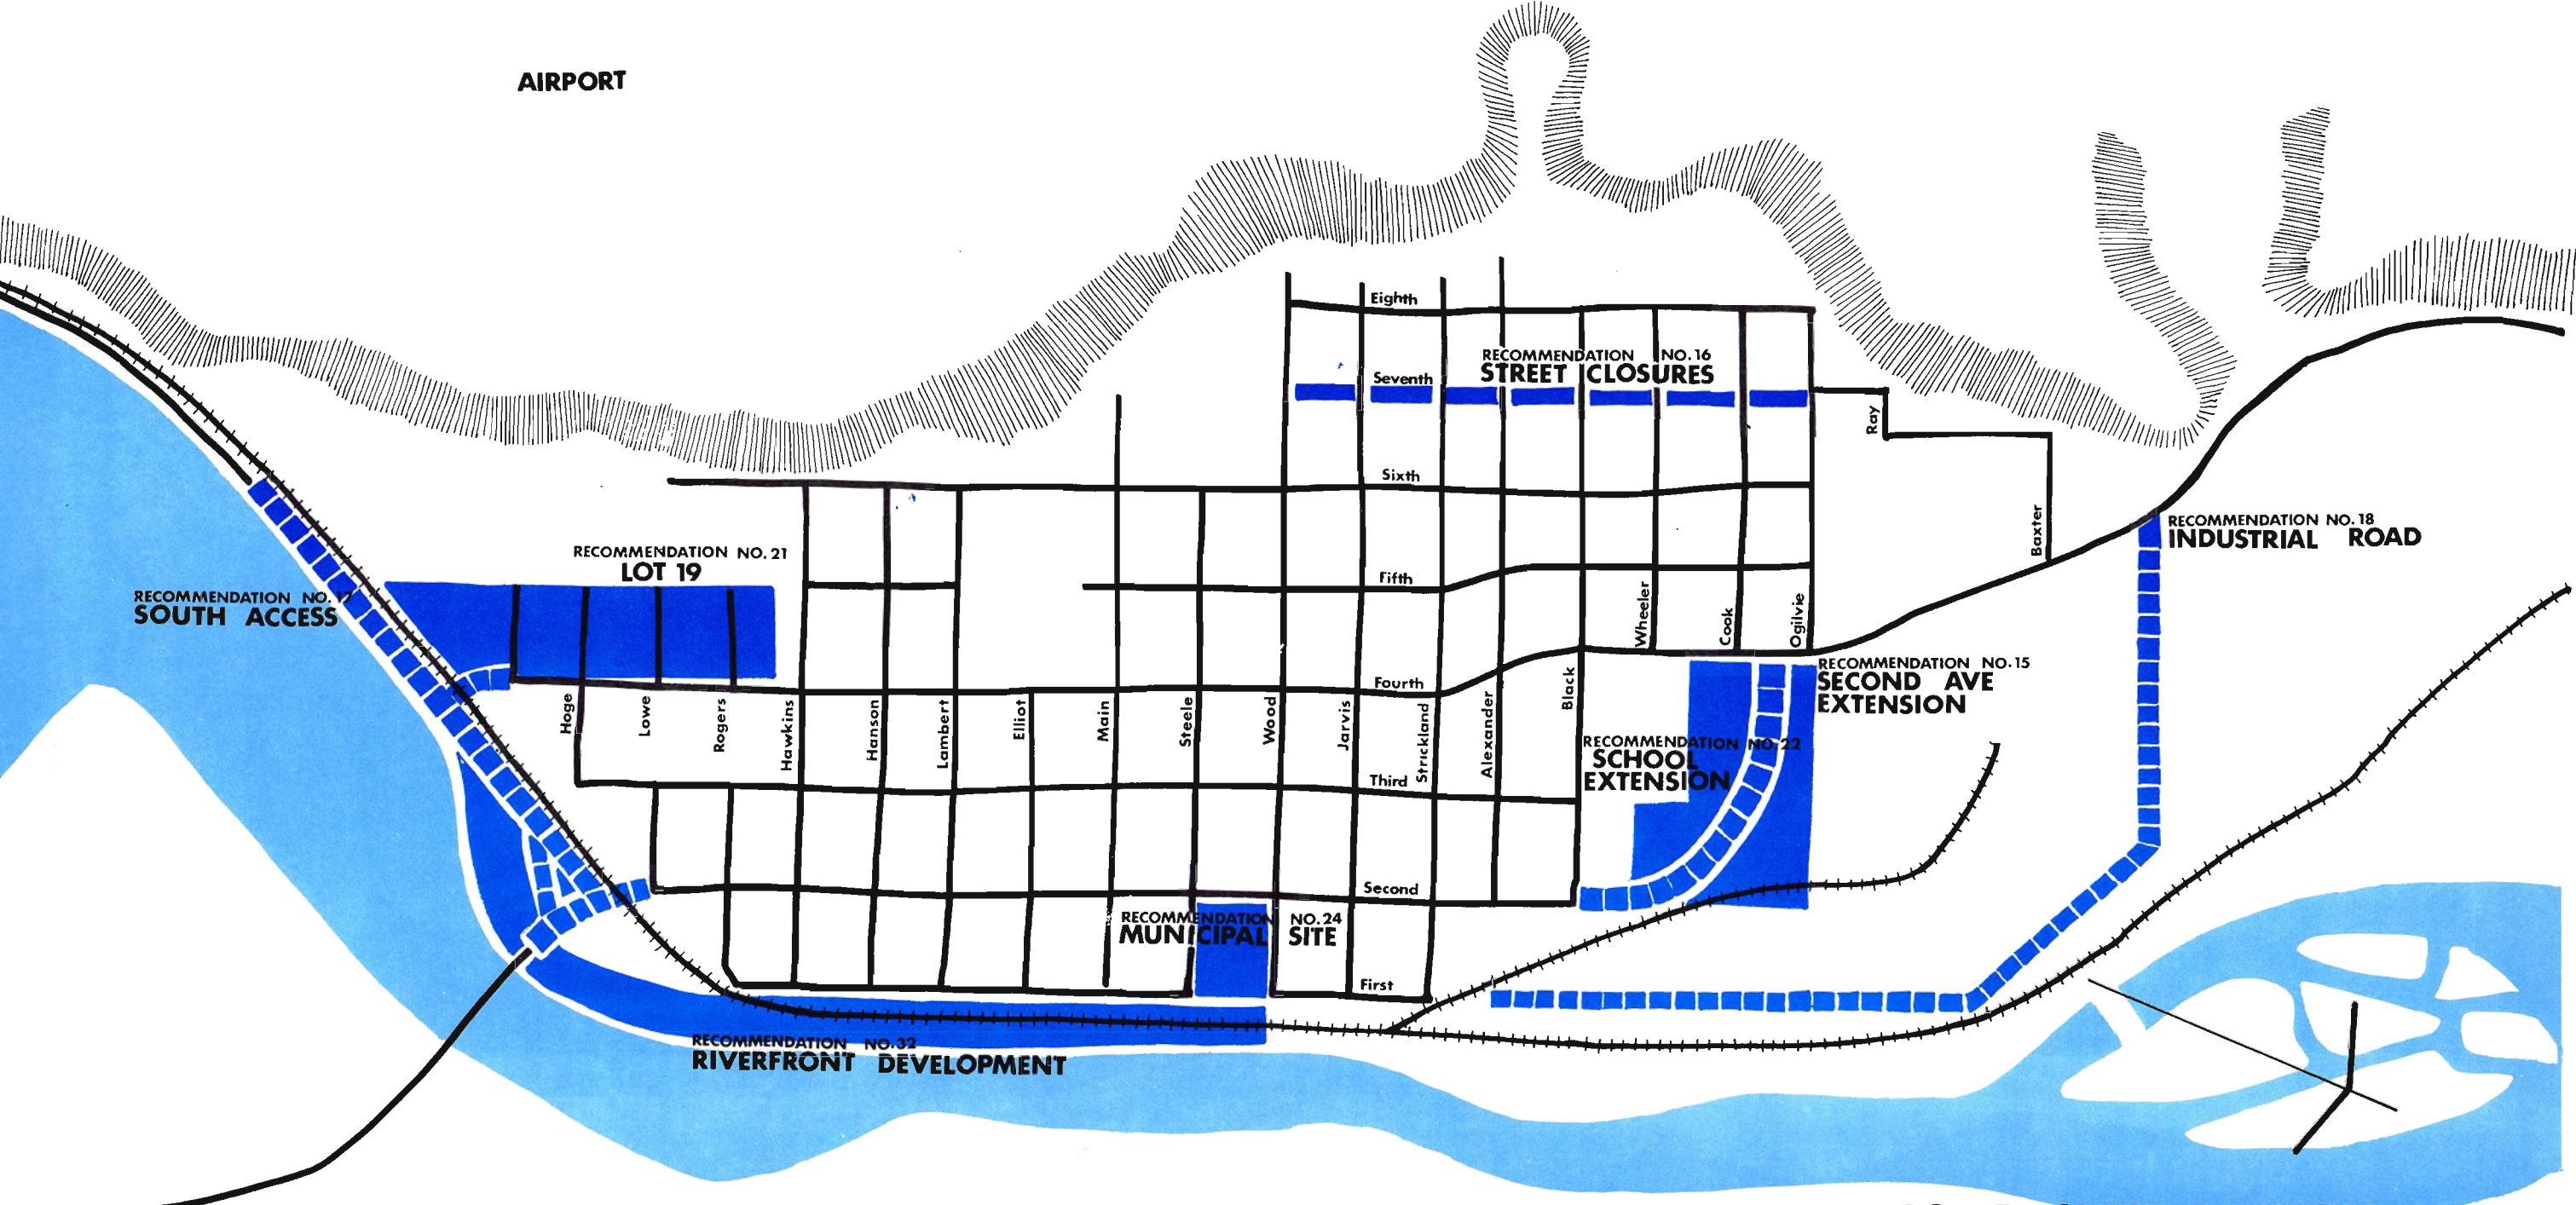 AIRPORT
Eighth
RECOMMENDATION NO. 16
STREET CLOSURES
Seventh
Ray
Sixth
Baxter
RECOMMENDATION NO. 18
INDUSTRIAL ROAD
RECOMMENDATION NO. 21
LOT 19
Fifth
RECOMMENDATION NO. 17
SOUTH ACCESS
Wheeler
Cook
Ogilvie
RECOMMENDATION NO. 15
SECOND AVE
EXTENSION
Fourth
Hoge
Lowe
Rogers
Hawkins
Hanson
Lambert
Elliot
Main
Steele
Wood
Jarvis
Strickland
Alexander
Black
RECOMMENDATION NO. 22
SCHOOL
EXTENSION
Third
Second
RECOMMENDATION NO. 24
MUNICIPAL SITE
First
RECOMMENDATION NO. 32
RIVERFRONT DEVELOPMENT